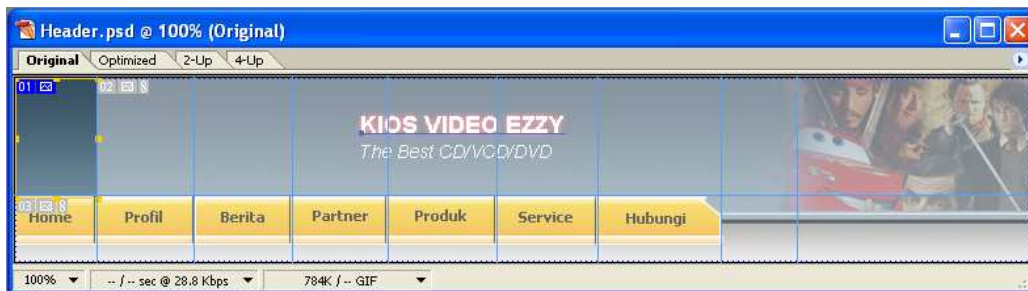 Header.psd @ 100% (Original)
Original Optimized 2-Up 4-Up
01 02
KIOS VIDEO EZZY
The Best CD/VCD/DVD
03
Home Profil Berita Partner Produk Service Hubungi
100% -- / -- sec @ 28.8 Kbps 784K / -- GIF